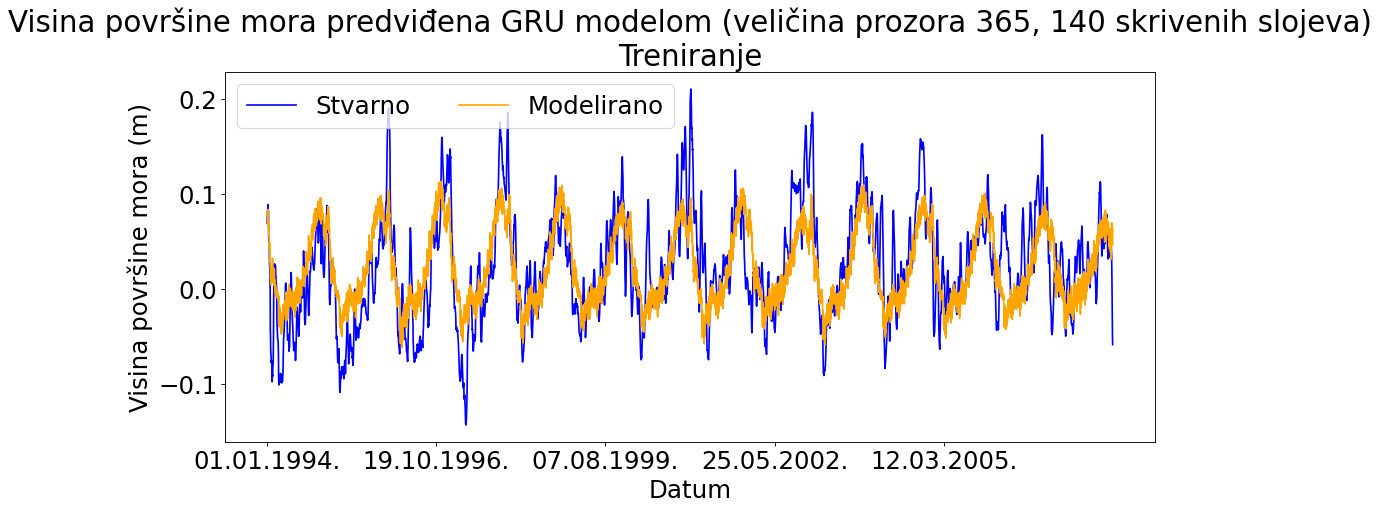 Visina površine mora predviđena GRU modelom (veličina prozora 365, 140 skrivenih slojeva)
Treniranje
Stvarno Modelirano
Visina površine mora (m)
0.2
0.1
0.0
−0.1
01.01.1994. 19.10.1996. 07.08.1999. 25.05.2002. 12.03.2005.
Datum